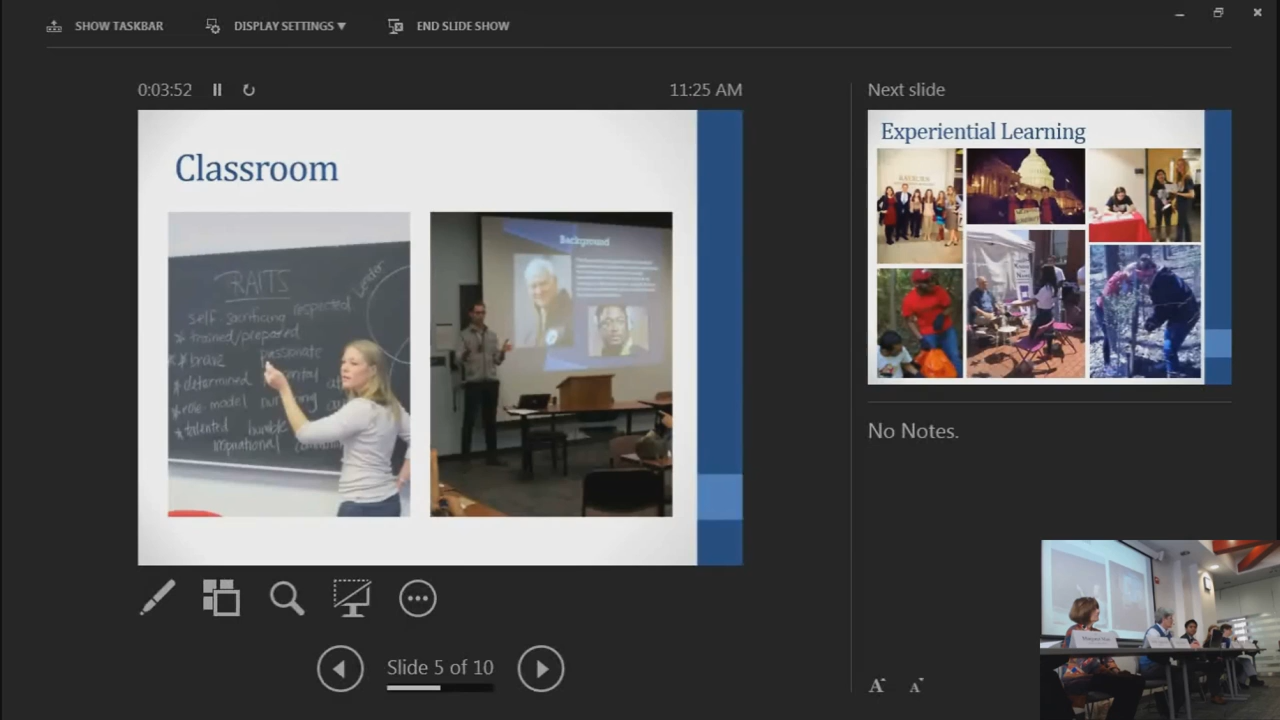 SHOW TASKBAR
DISPLAY SETTINGS
END SLIDE SHOW
0:03:52
11:25 AM
Classroom
TRAITS
self sacrificing respected
trained/prepared
brave passionate
determined
role model nurturing
talented humble
inspirational
Background
Slide 5 of 10
Next slide
Experiential Learning
No Notes.
A A